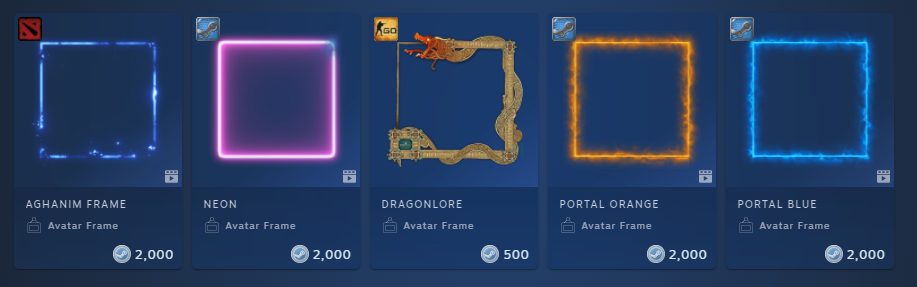 GO
AGHANIM FRAME
Avatar Frame
2,000
NEON
Avatar Frame
2,000
DRAGONLORE
Avatar Frame
500
PORTAL ORANGE
Avatar Frame
2,000
PORTAL BLUE
Avatar Frame
2,000